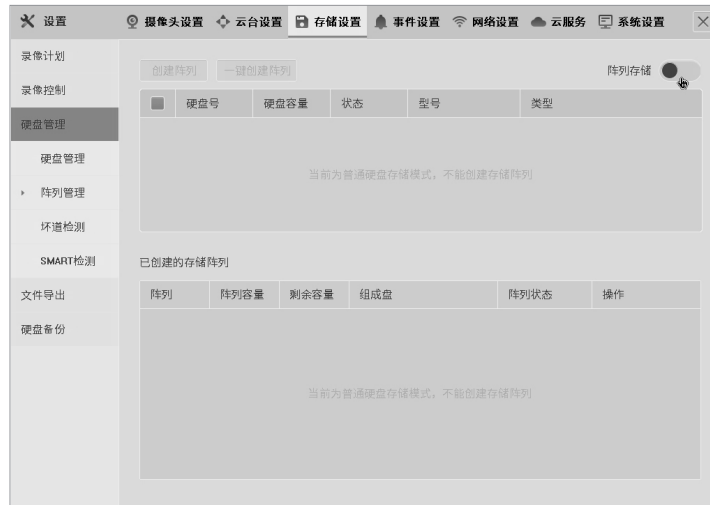 设置 摄像头设置 云台设置 存储设置 事件设置 网络设置 云服务 系统设置
录像计划
录像控制
硬盘管理
硬盘管理
阵列管理
坏道检测
SMART检测
文件导出
硬盘备份
创建阵列 一键创建阵列 阵列存储
硬盘号 硬盘容量 状态 型号 类型
当前为普通硬盘存储模式，不能创建存储阵列
已创建的存储阵列
阵列 阵列容量 剩余容量 组成盘 阵列状态 操作
当前为普通硬盘存储模式，不能创建存储阵列